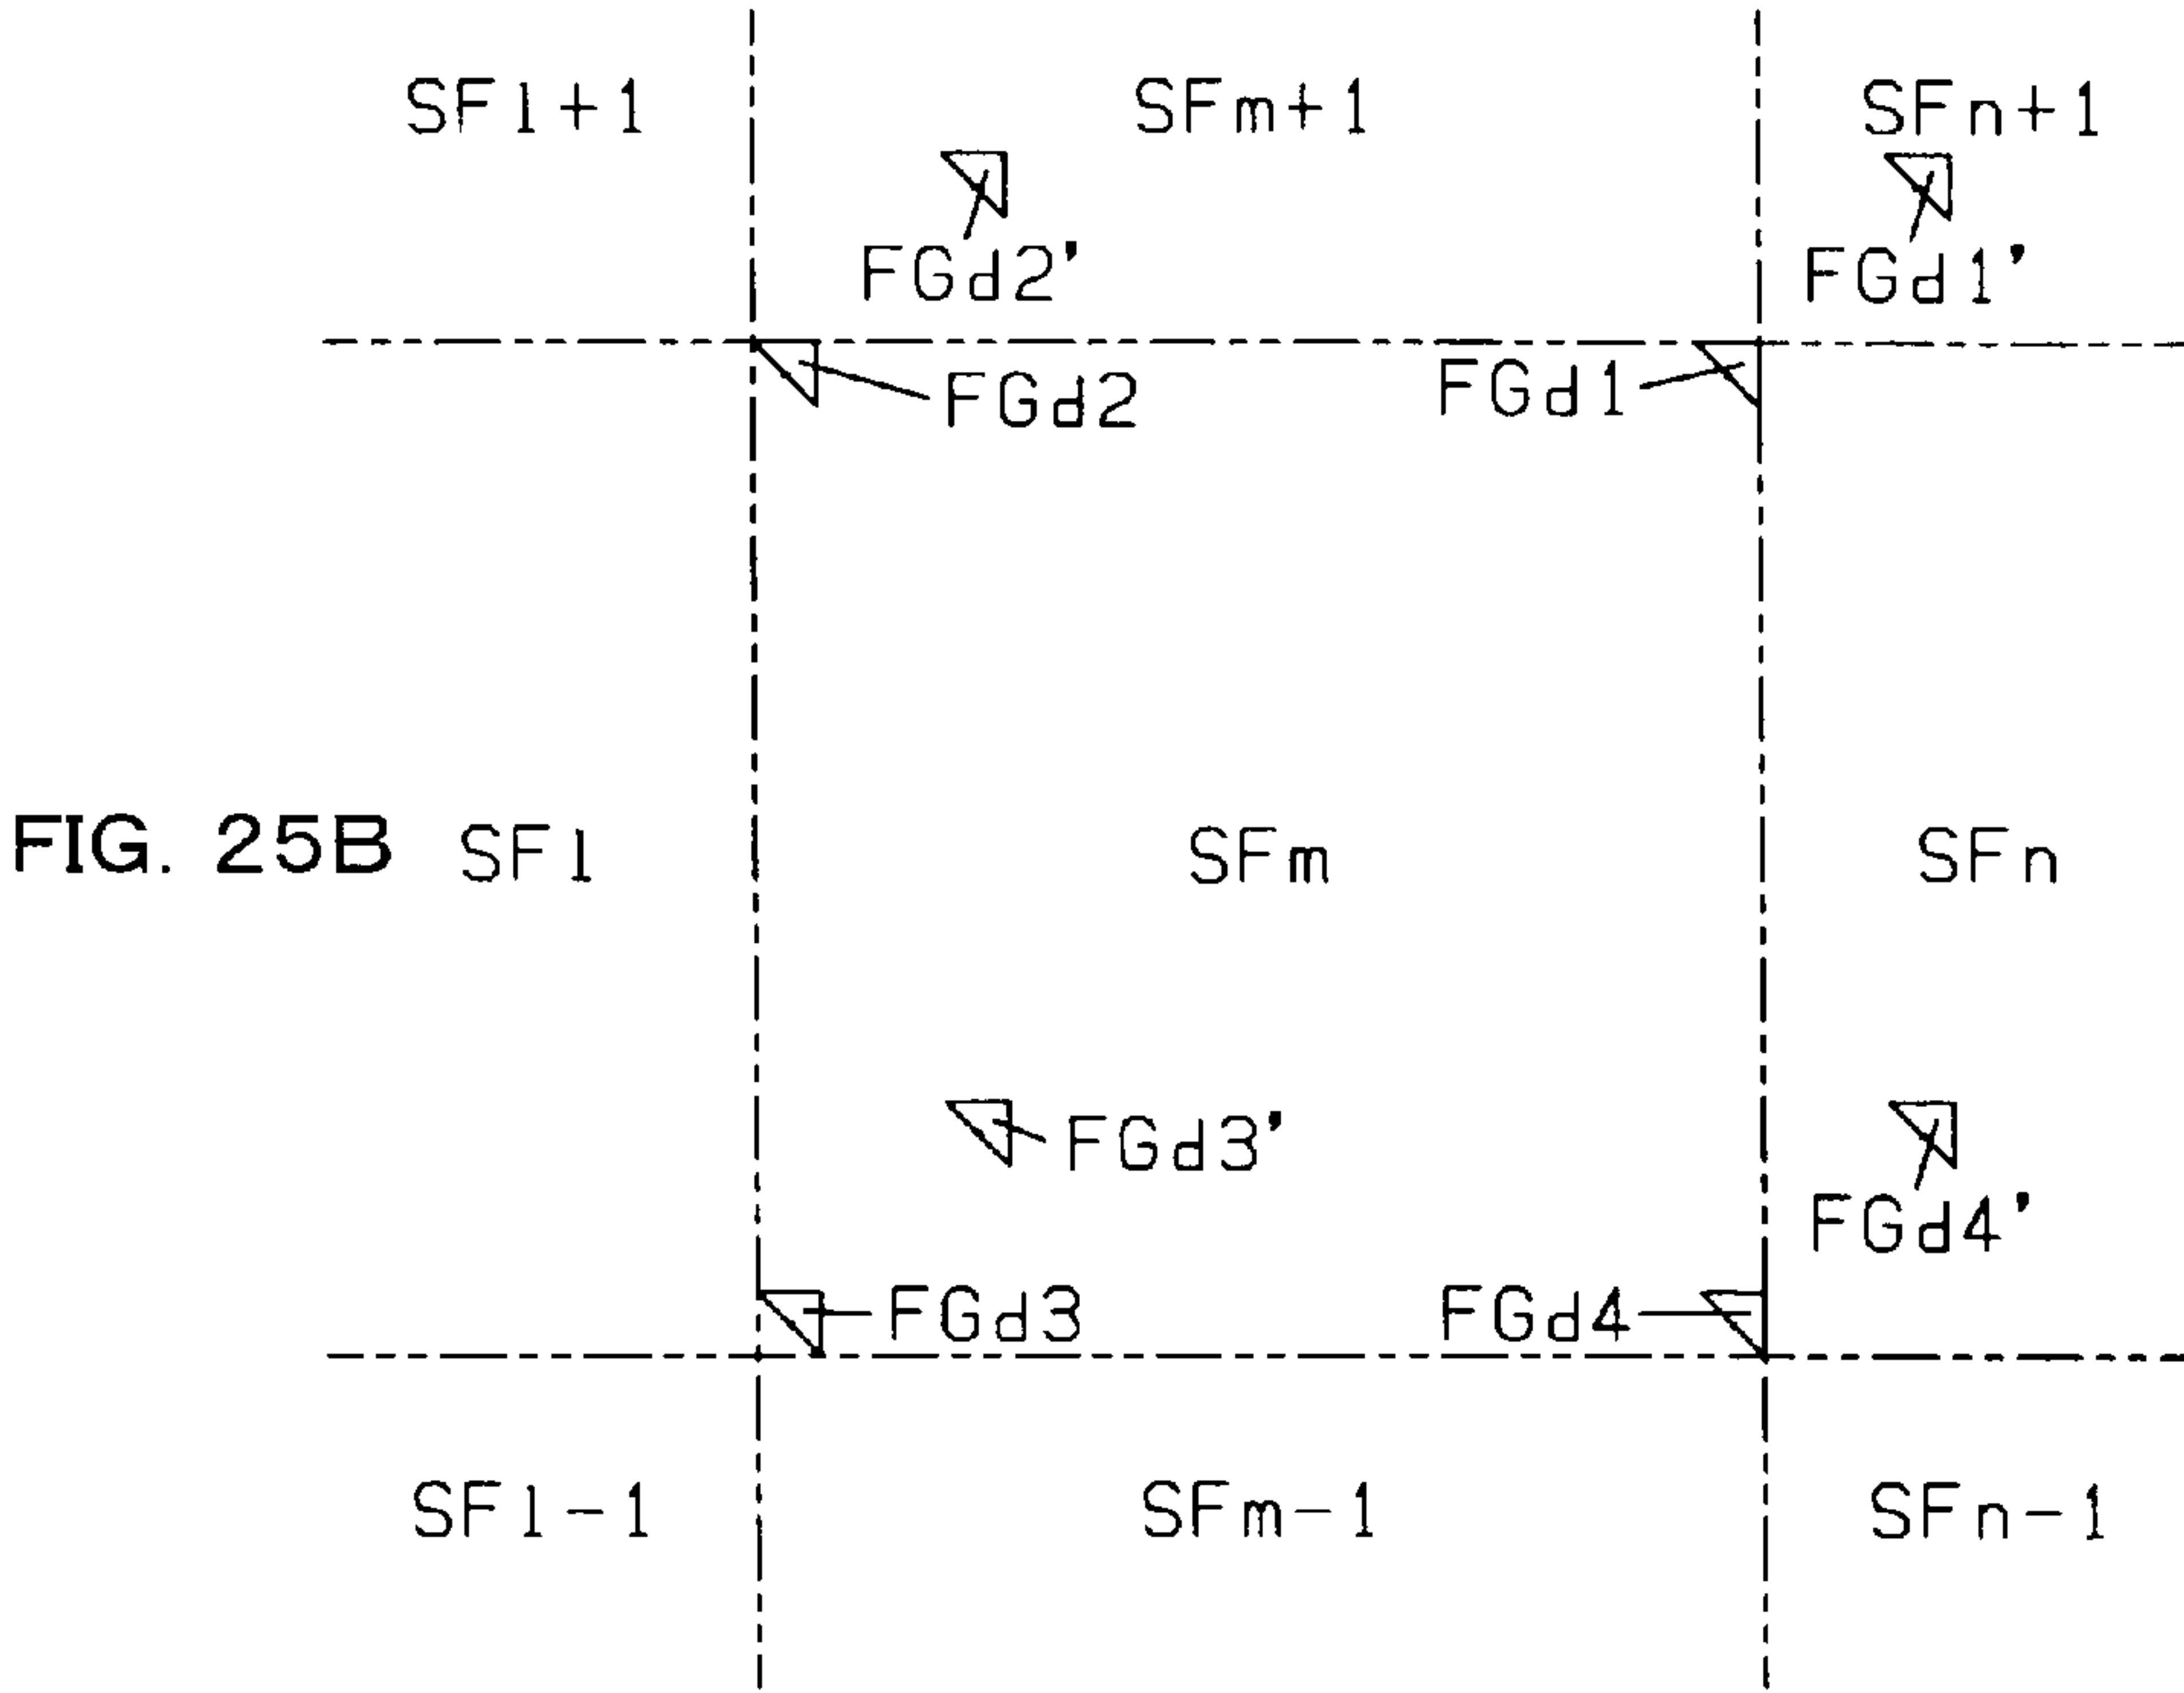 SFl+1 SFm+1 SFn+1
FGd2' FGd1'
FGd2 FGd1
FIG. 25B SFl SFm SFn
FGd3'
FGd4'
FGd3 FGd4
SFl-1 SFm-1 SFn-1